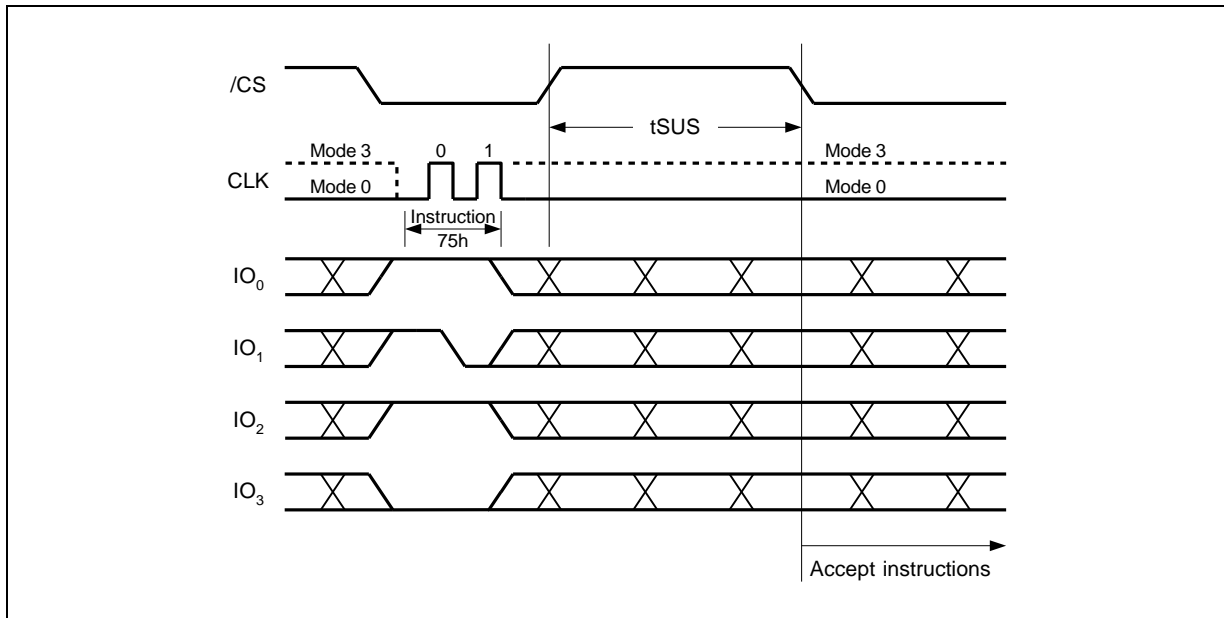 /CS
tSUS
Mode 3 0 1 Mode 3
CLK
Mode 0 Mode 0
Instruction
75h
IO0
IO1
IO2
IO3
Accept instructions